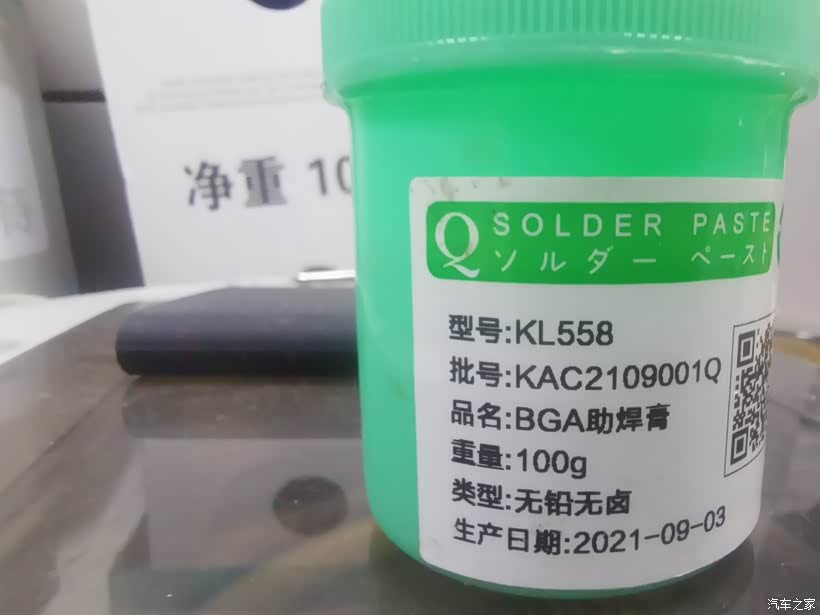 净重 10
Q SOLDER PASTE
ソルダーペースト
型号:KL558
批号:KAC2109001Q
品名:BGA助焊膏
重量:100g
类型:无铅无卤
生产日期:2021-09-03
汽车之家